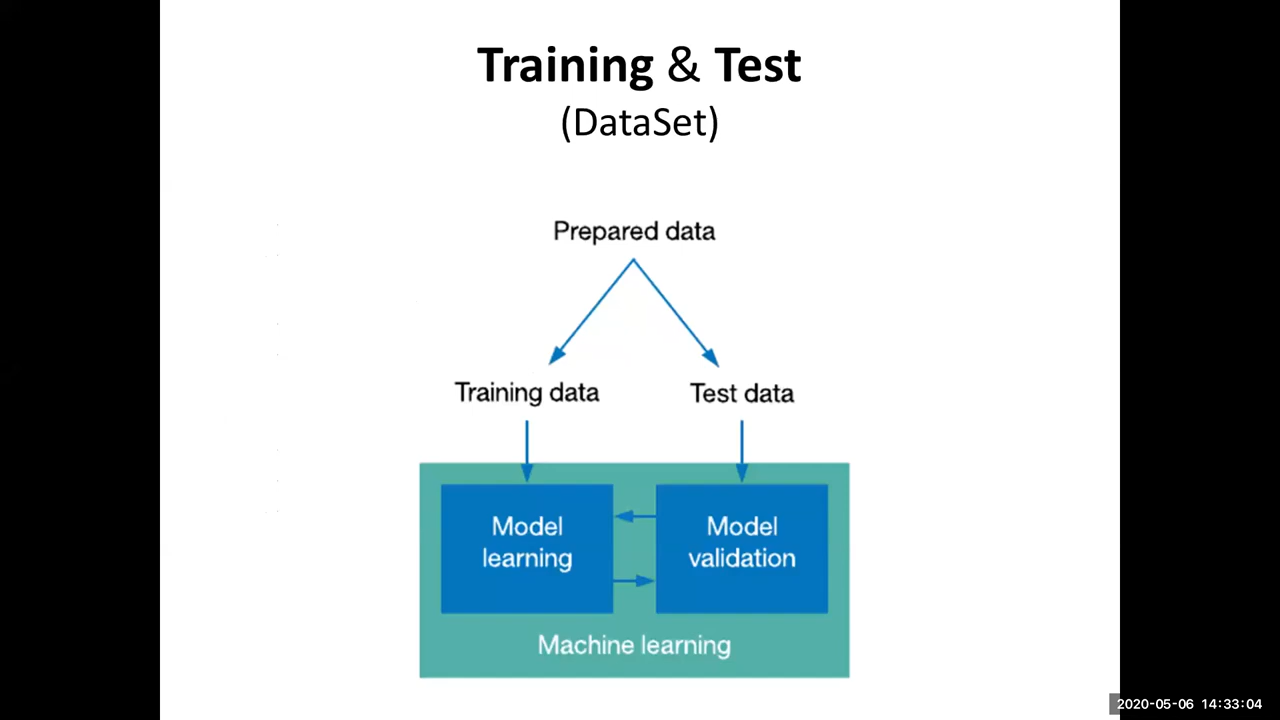 Training & Test
(DataSet)
Prepared data
Training data
Test data
Model
learning
Model
validation
Machine learning
2020-05-06 14:33:04